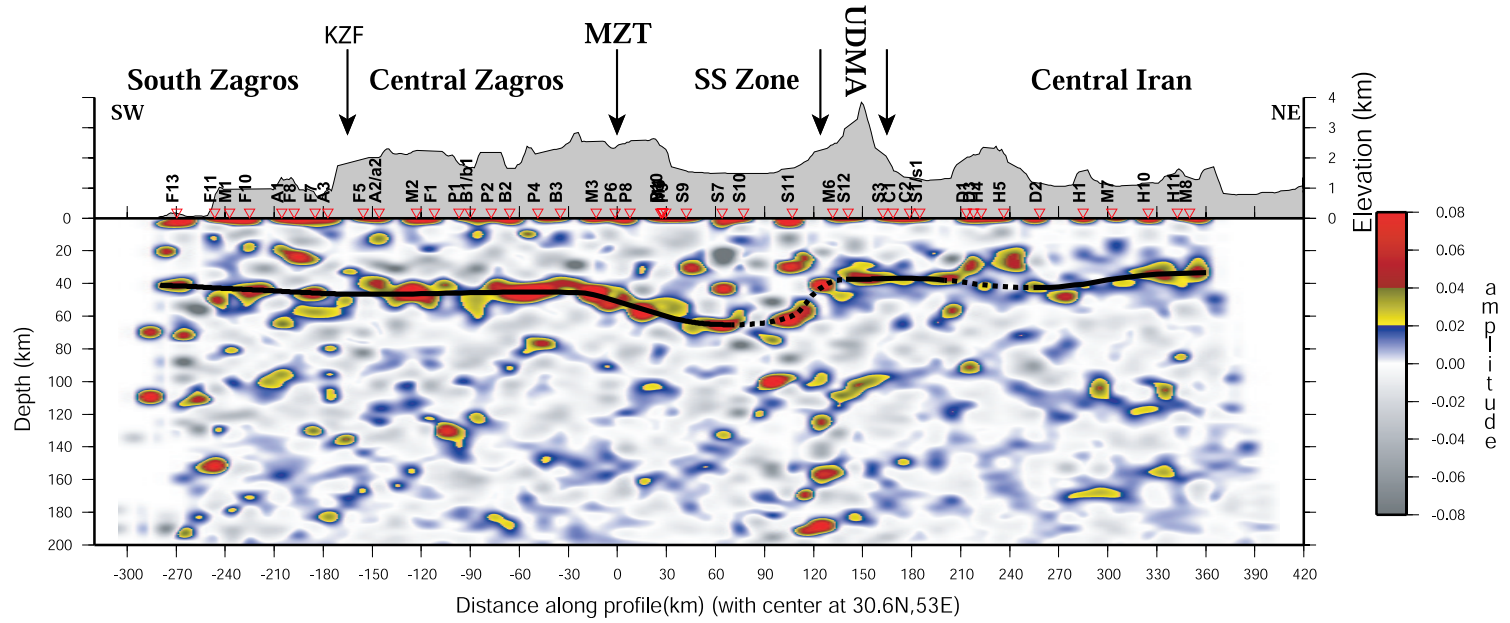 KZF
MZT
UDMA
South Zagros
Central Zagros
SS Zone
Central Iran
SW
NE
F13
F11
M1
F10
A1
F8
A3
F5
A2/a2
M2
F1
P1
B1/b1
P2
B2
P4
B3
M3
P6
P8
S9
S7
S10
S11
M6
S12
S3
C1
C2
S1/s1
H4
H5
D2
H1
M7
H10
H11
M8
4
3
2
1
0
Elevation (km)
0
20
40
60
80
100
120
140
160
180
200
Depth (km)
-300 -270 -240 -210 -180 -150 -120 -90 -60 -30 0 30 60 90 120 150 180 210 240 270 300 330 360 390 420
Distance along profile(km) (with center at 30.6N,53E)
0.08
0.06
0.04
0.02
0.00
-0.02
-0.04
-0.06
-0.08
amplitude